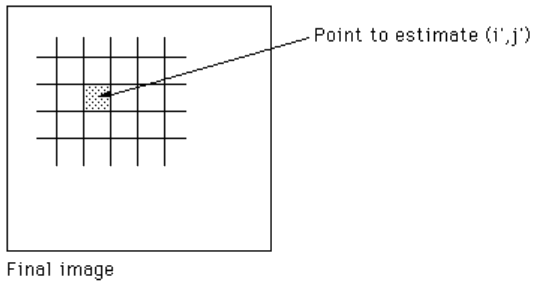 Point to estimate (i',j')
Final image